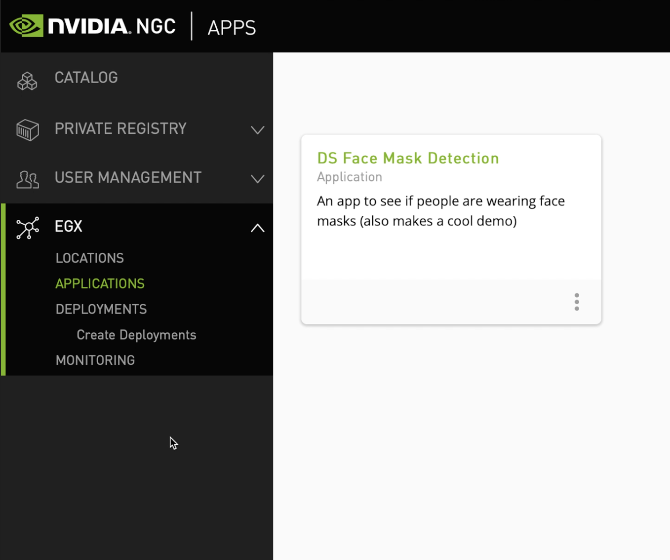 NVIDIA. NGC | APPS
CATALOG
PRIVATE REGISTRY
USER MANAGEMENT
EGX
LOCATIONS
APPLICATIONS
DEPLOYMENTS
Create Deployments
MONITORING
DS Face Mask Detection
Application
An app to see if people are wearing face
masks (also makes a cool demo)